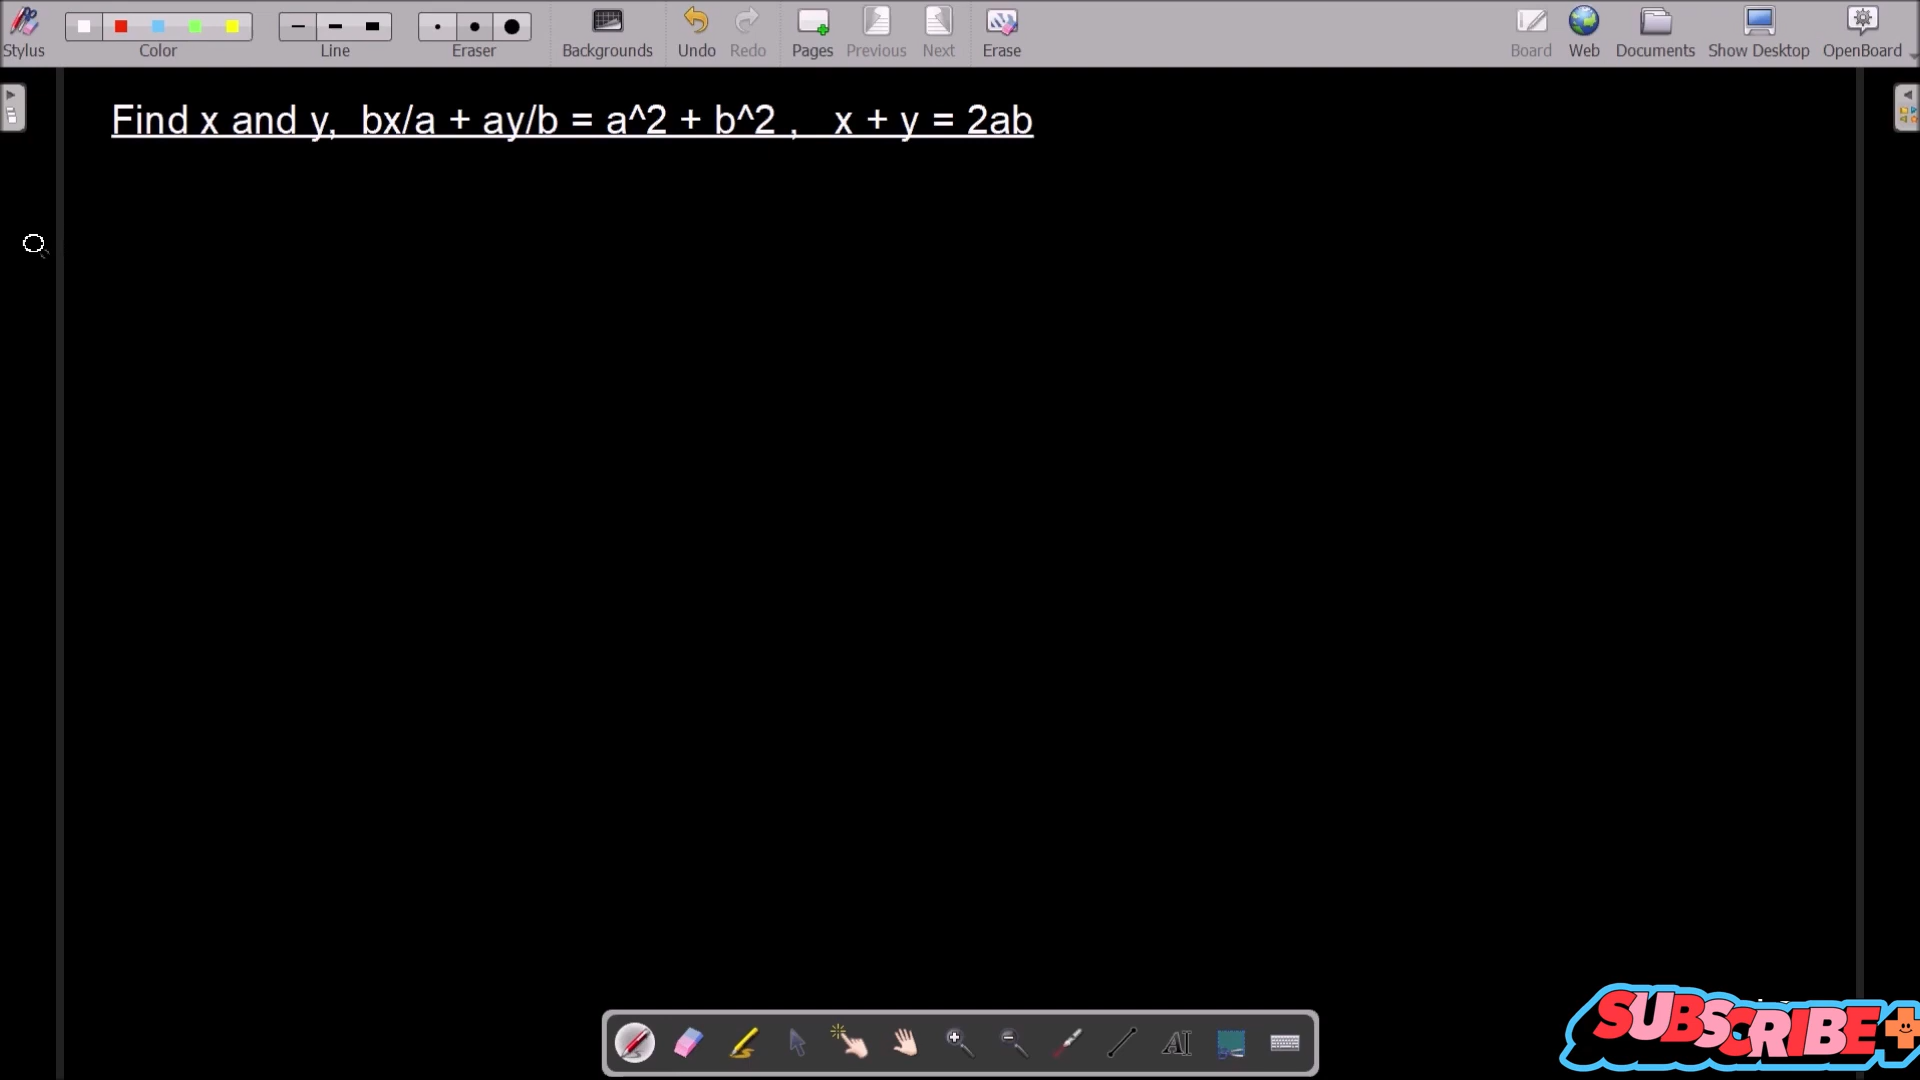 Stylus Color Line Eraser Backgrounds Undo Redo Pages Previous Next Erase Board Web Documents Show Desktop OpenBoard
Find x and y, bx/a + ay/b = a^2 + b^2 , x + y = 2ab
AI
SUBSCRIBE+